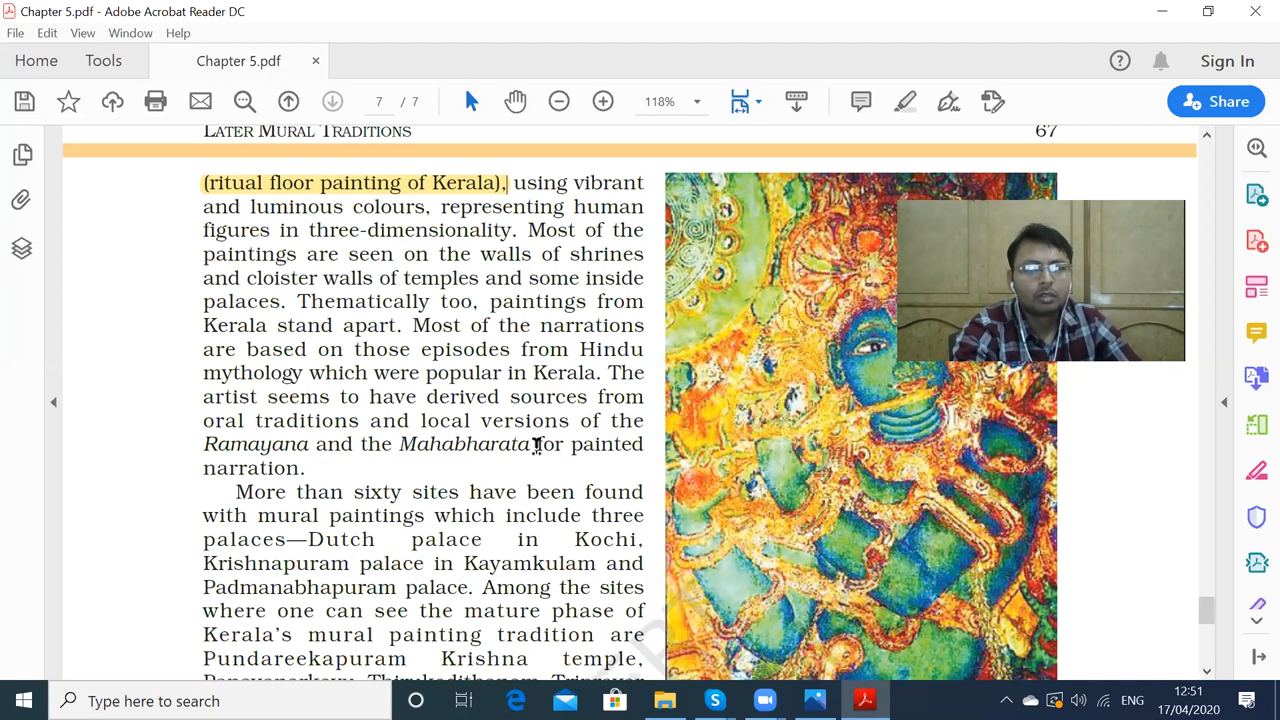 Chapter 5.pdf - Adobe Acrobat Reader DC
File Edit View Window Help
Home Tools Chapter 5.pdf × Sign In
7 / 7 118% Share
LATER MURAL TRADITIONS 67
(ritual floor painting of Kerala), using vibrant
and luminous colours, representing human
figures in three-dimensionality. Most of the
paintings are seen on the walls of shrines
and cloister walls of temples and some inside
palaces. Thematically too, paintings from
Kerala stand apart. Most of the narrations
are based on those episodes from Hindu
mythology which were popular in Kerala. The
artist seems to have derived sources from
oral traditions and local versions of the
Ramayana and the Mahabharata for painted
narration.
More than sixty sites have been found
with mural paintings which include three
palaces—Dutch palace in Kochi,
Krishnapuram palace in Kayamkulam and
Padmanabhapuram palace. Among the sites
where one can see the mature phase of
Kerala's mural painting tradition are
Pundareekapuram Krishna temple,
Type here to search ENG 12:51
17/04/2020